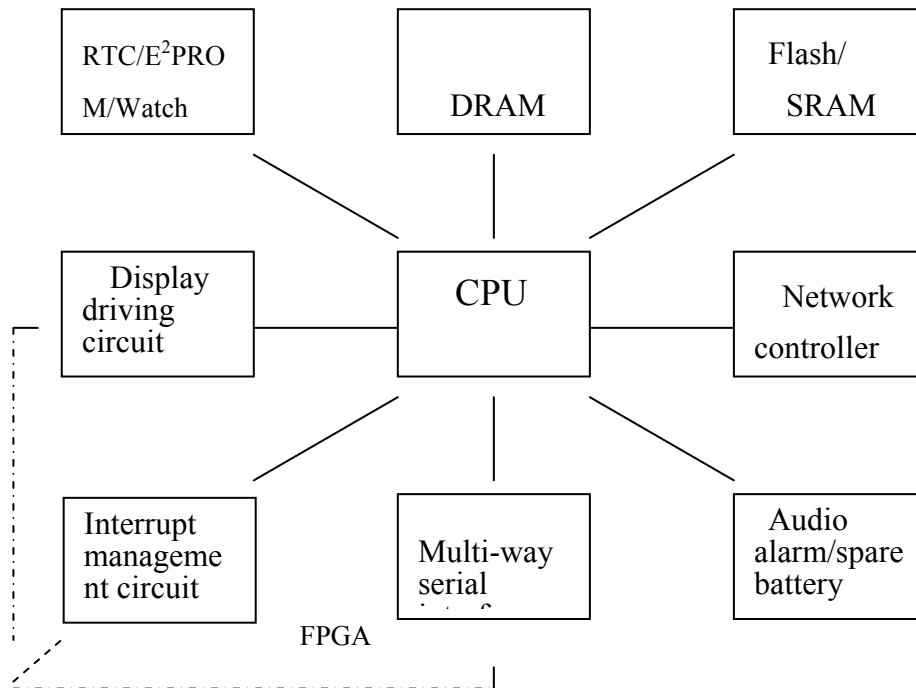 RTC/E²PRO
M/Watch
DRAM
Flash/
SRAM
Display
driving
circuit
CPU
Network
controller
Interrupt
manageme
nt circuit
Multi-way
serial
Audio
alarm/spare
battery
FPGA